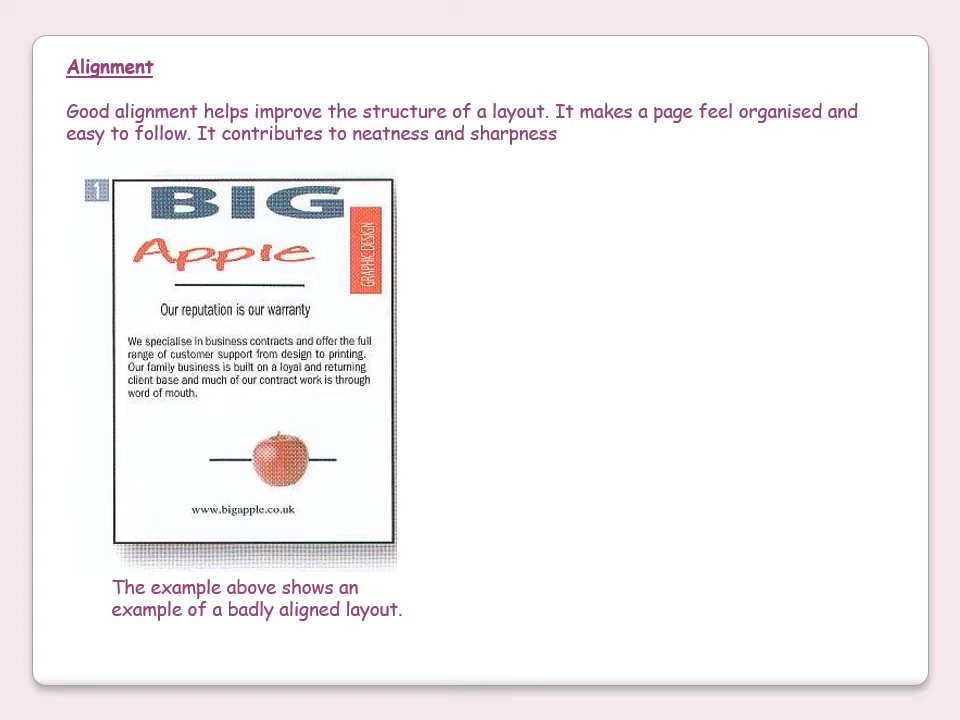 Alignment
Good alignment helps improve the structure of a layout. It makes a page feel organised and
easy to follow. It contributes to neatness and sharpness
1
BIG
Apple
GRAPHIC DESIGN
Our reputation is our warranty
We specialise in business contracts and offer the full
range of customer support from design to printing.
Our family business is built on a loyal and returning
client base and much of our contract work is through
word of mouth.
www.bigapple.co.uk
The example above shows an
example of a badly aligned layout.